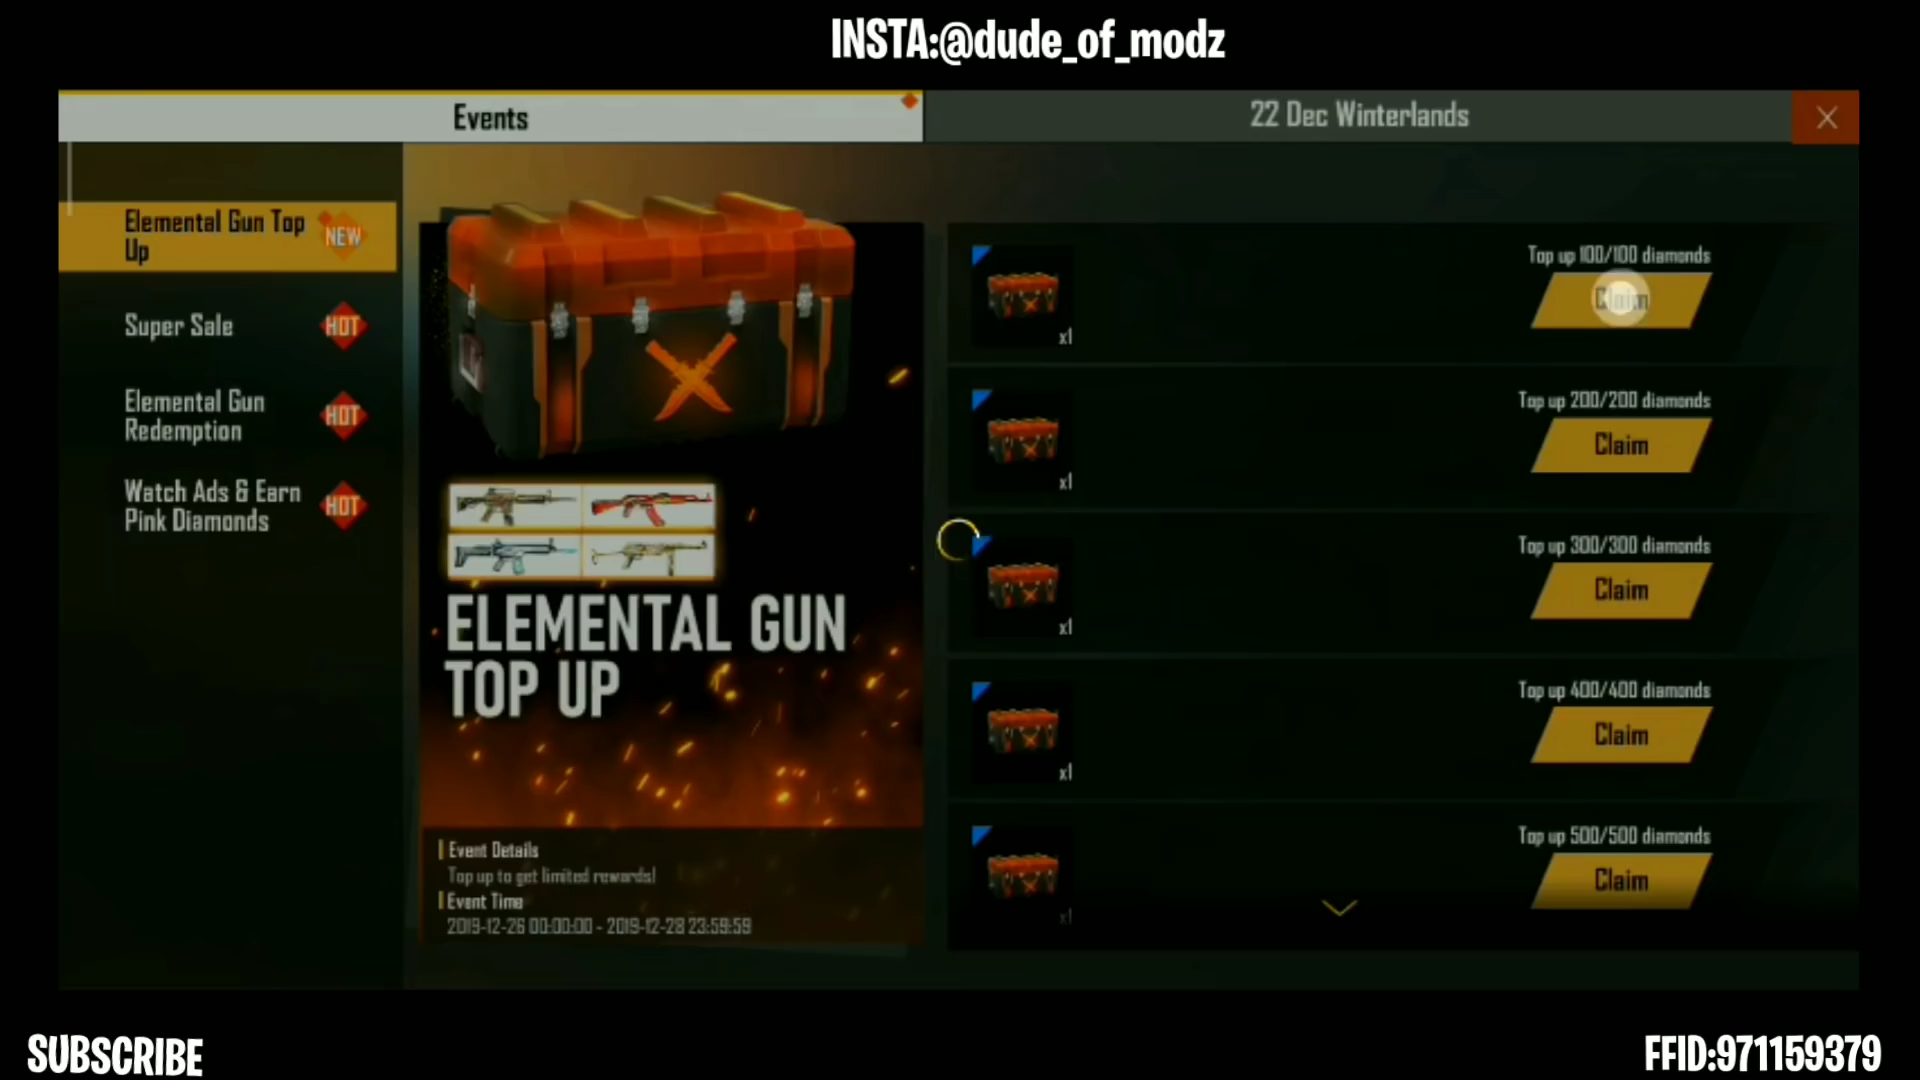 INSTA:@dude_of_modz
Events
22 Dec Winterlands
Elemental Gun Top
Up
NEW
Super Sale
HOT
Elemental Gun
Redemption
HOT
Watch Ads & Earn
Pink Diamonds
HOT
ELEMENTAL GUN
TOP UP
Event Details
Top up to get limited rewards!
Event Time
2019-12-26 00:00:00 - 2019-12-28 23:59:59
Top up 100/100 diamonds
Claim
x1
Top up 200/200 diamonds
Claim
x1
Top up 300/300 diamonds
Claim
x1
Top up 400/400 diamonds
Claim
x1
Top up 500/500 diamonds
Claim
x1
SUBSCRIBE
FFID:971159379